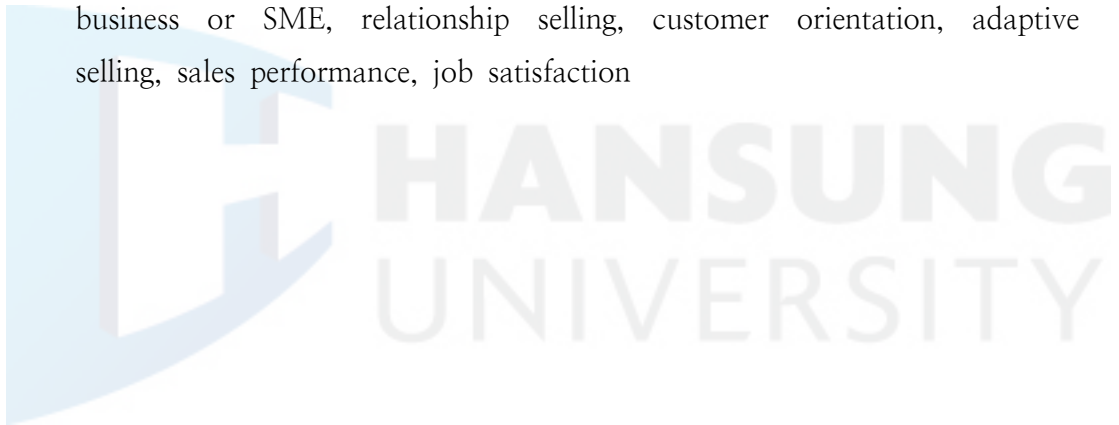 business or SME, relationship selling, customer orientation, adaptive
selling, sales performance, job satisfaction
HANSUNG
UNIVERSITY